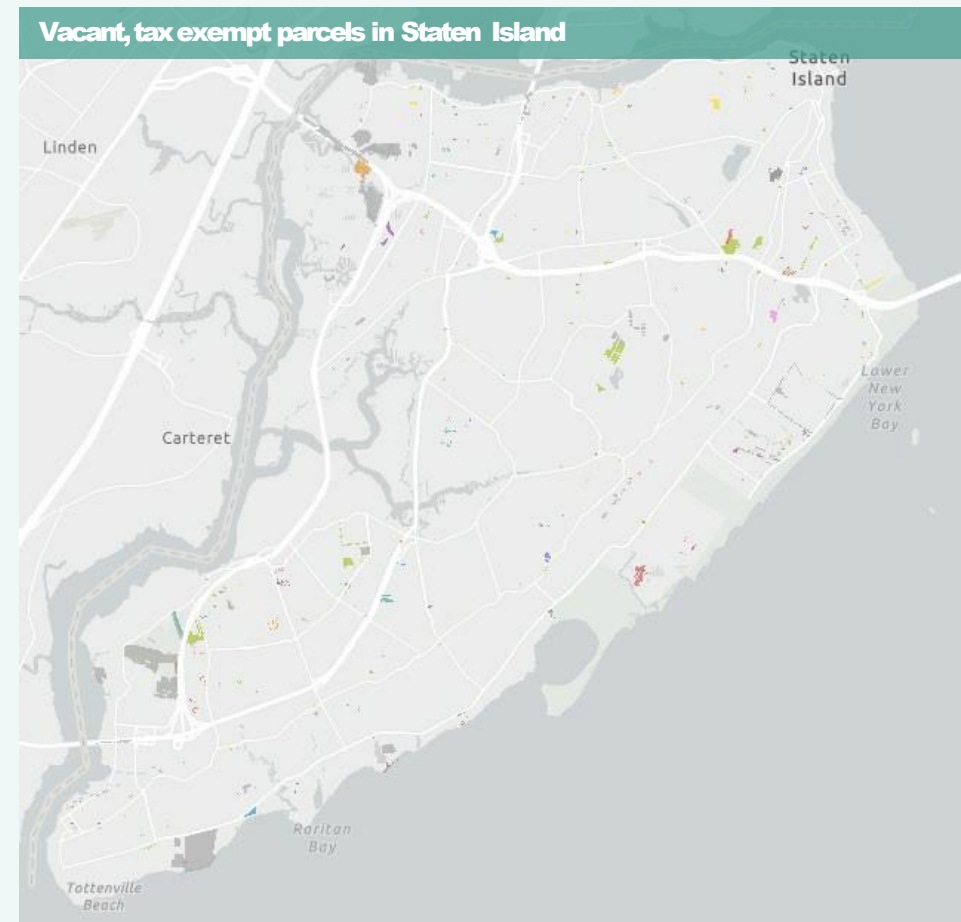 Vacant, tax exempt parcels in Staten Island
Staten
Island
Linden
Lower
New
York
Bay
Carteret
Raritan
Bay
Tottenville
Beach